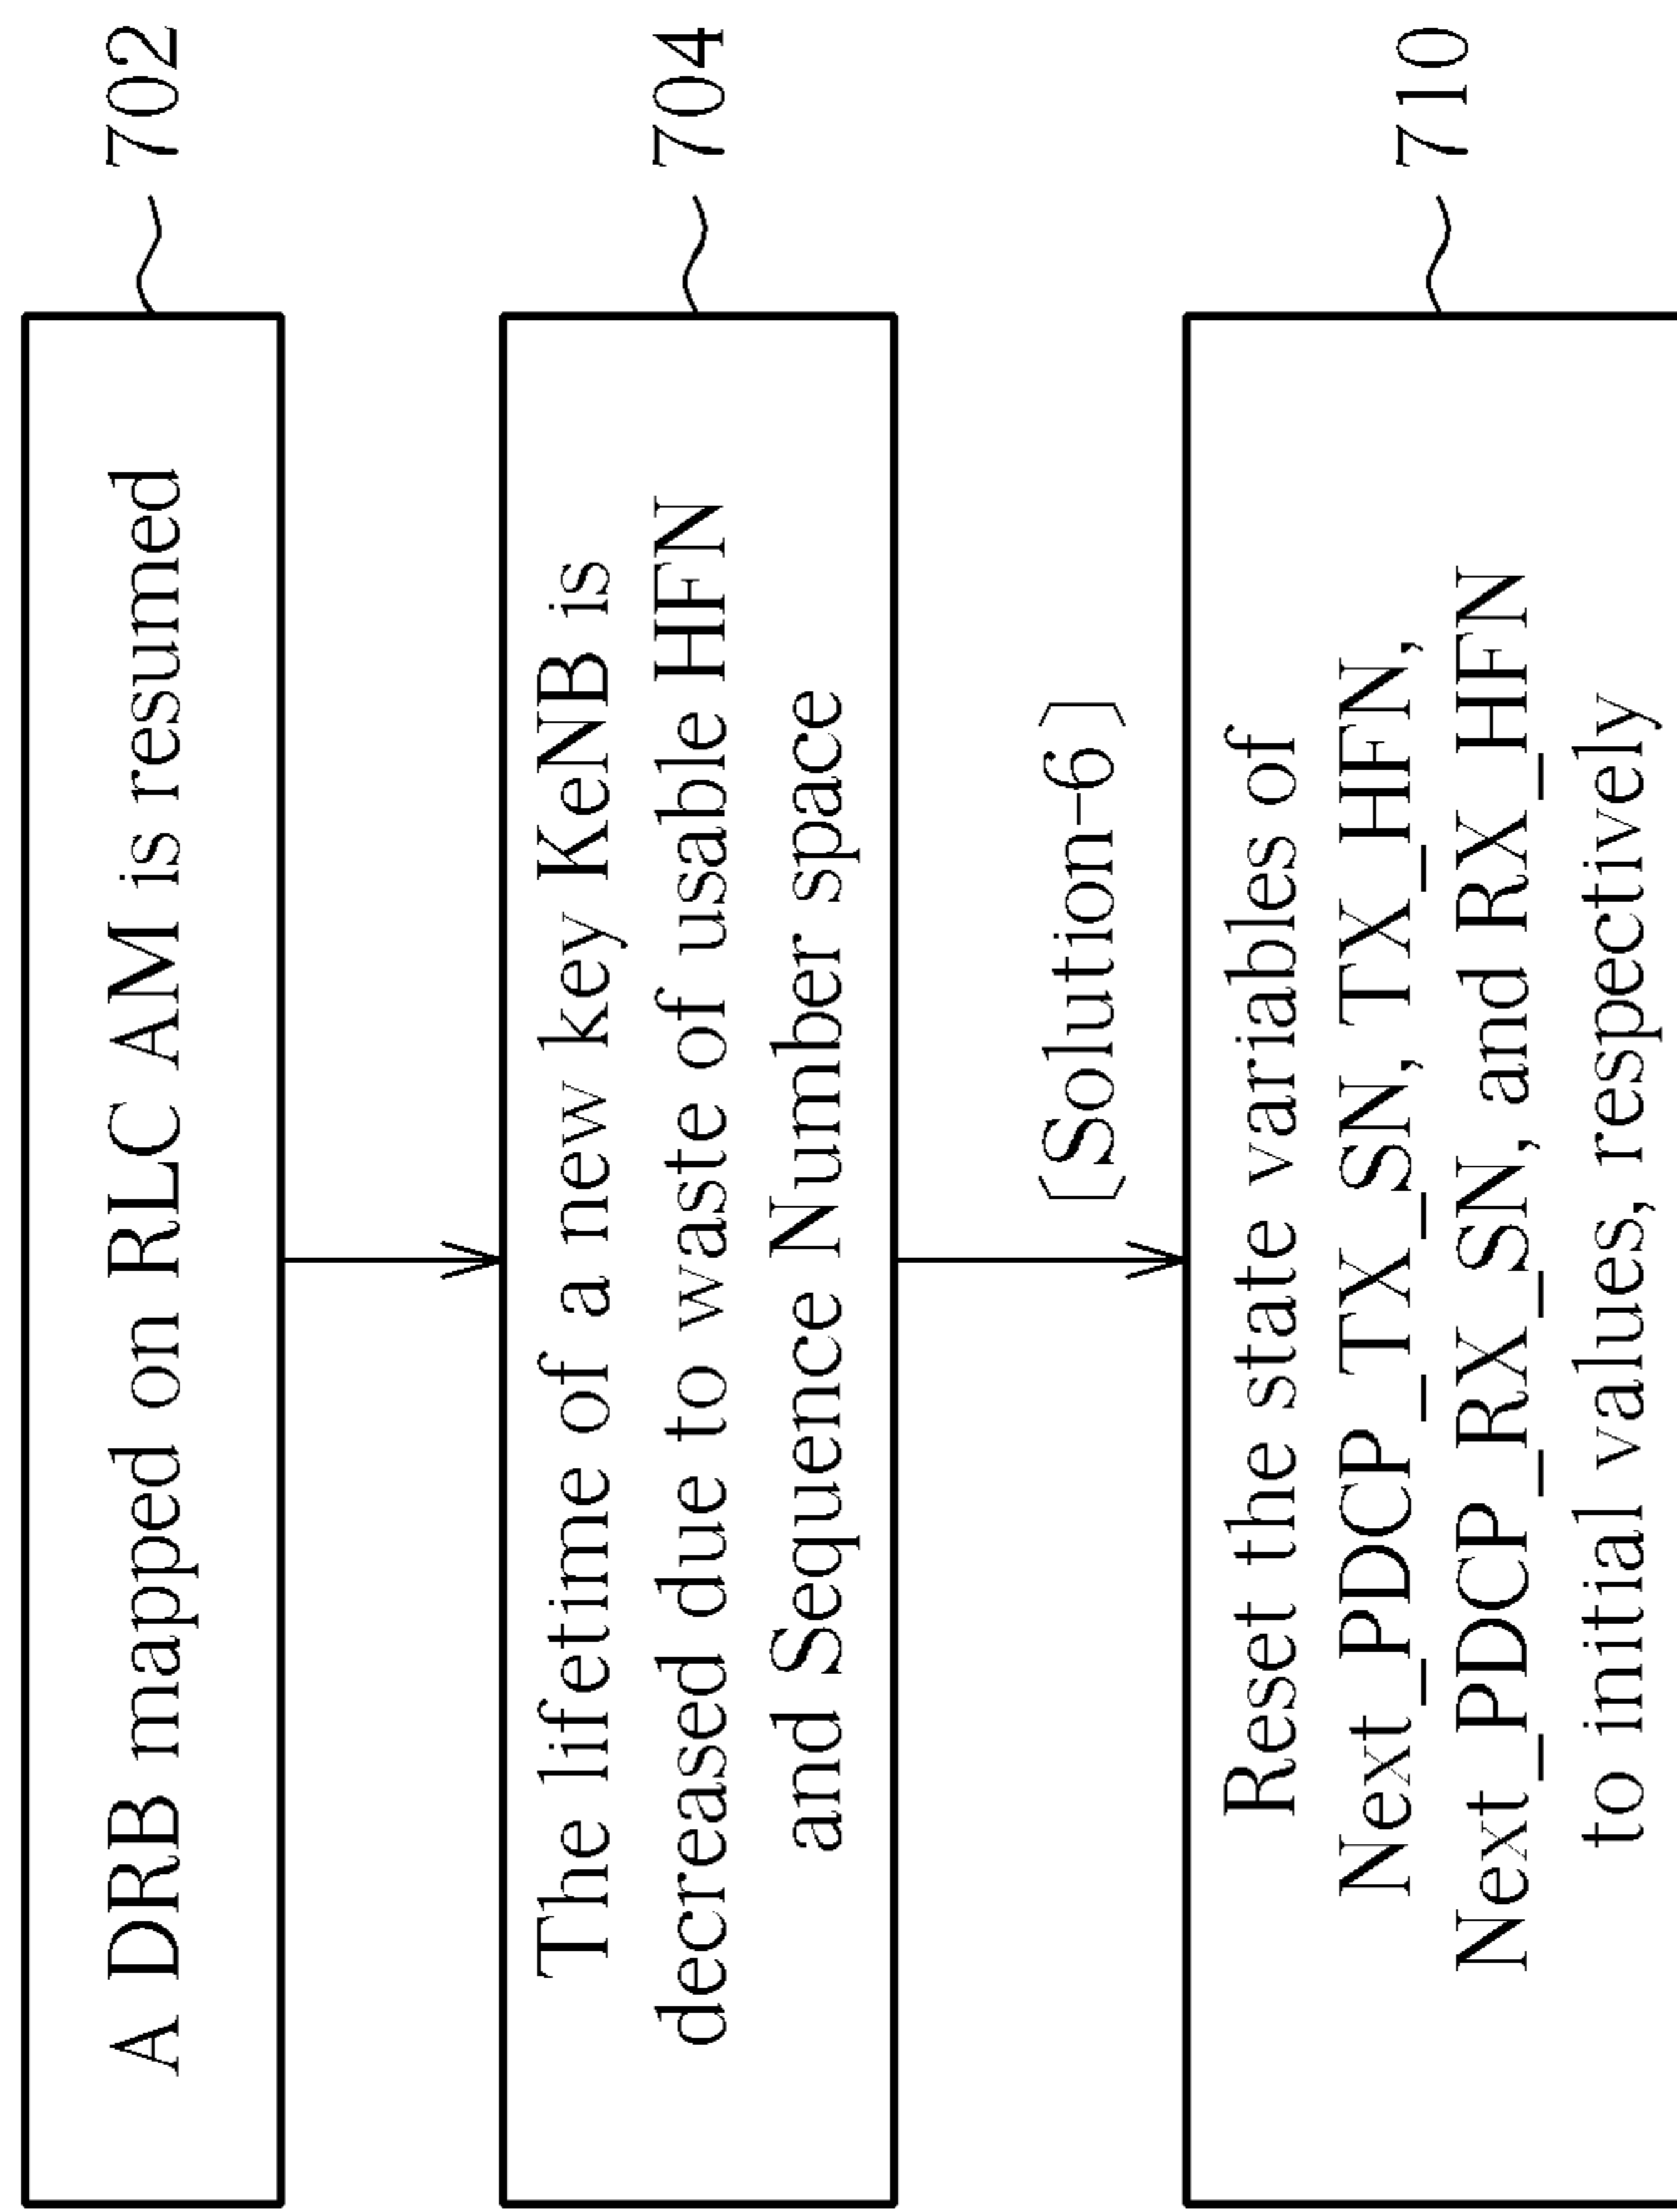 A DRB mapped on RLC AM is resumed
702
The lifetime of a new key KeNB is
decreased due to waste of usable HFN
and Sequence Number space
704
(Solution-6)
Reset the state variables of
Next_PDCP_TX_SN, TX_HFN,
Next_PDCP_RX_SN, and RX_HFN
to initial values, respectively
710